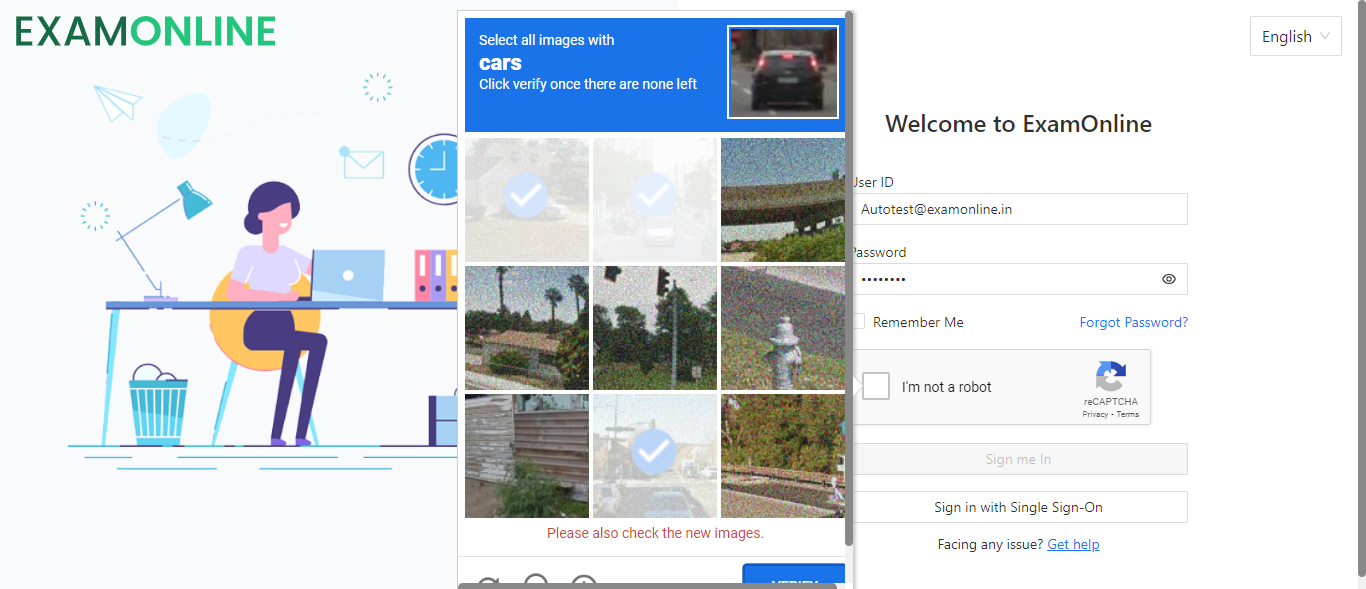 EXAMONLINE
Select all images with
cars
Click verify once there are none left
Please also check the new images.
VERIFY
English
Welcome to ExamOnline
User ID
Autotest@examonline.in
Password
••••••••
Remember Me
Forgot Password?
I'm not a robot
reCAPTCHA
Privacy - Terms
Sign me In
Sign in with Single Sign-On
Facing any issue? Get help